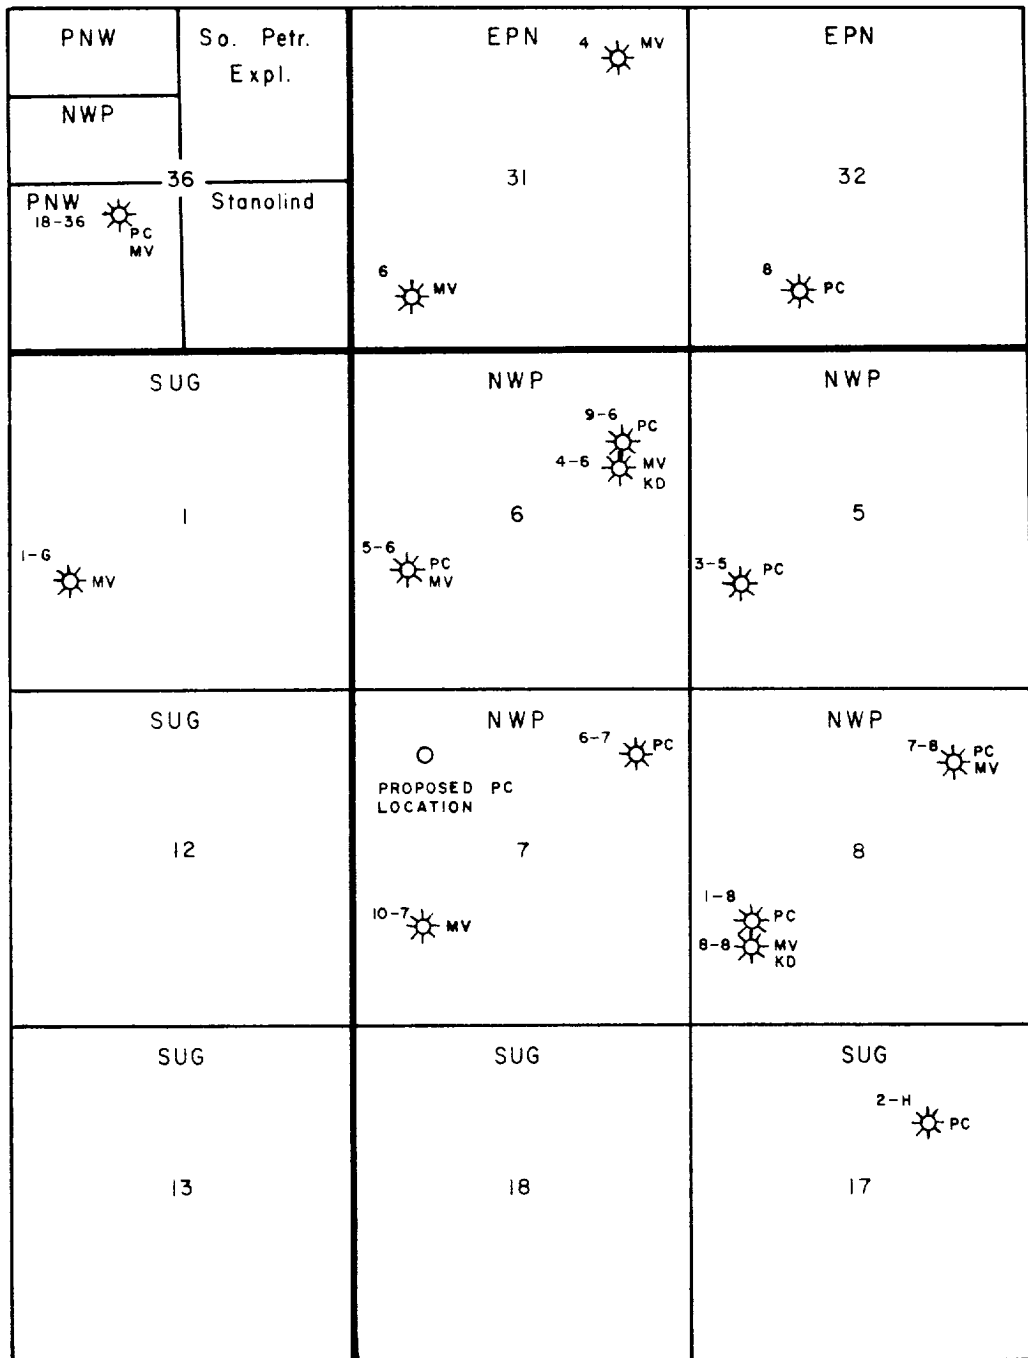 PNW
So. Petr.
Expl.
NWP
36
PNW
18-36
PC
MV
Stanolind
EPN
4 MV
31
6 MV
EPN
32
8 PC
SUG
1
1-G MV
NWP
9-6 PC
4-6 MV
KD
6
5-6 PC
MV
NWP
5
3-5 PC
SUG
12
NWP
6-7 PC
PROPOSED PC
LOCATION
7
10-7 MV
NWP
7-8 PC
MV
8
1-8 PC
8-8 MV
KD
SUG
13
SUG
18
SUG
2-H PC
17